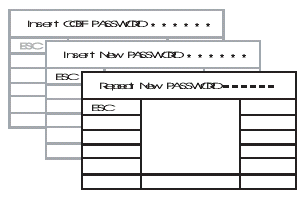 Insert CCBF PASSWORD * * * * * *
ESC
Insert New PASSWORD * * * * * *
ESC
Repeat New PASSWORD******
ESC